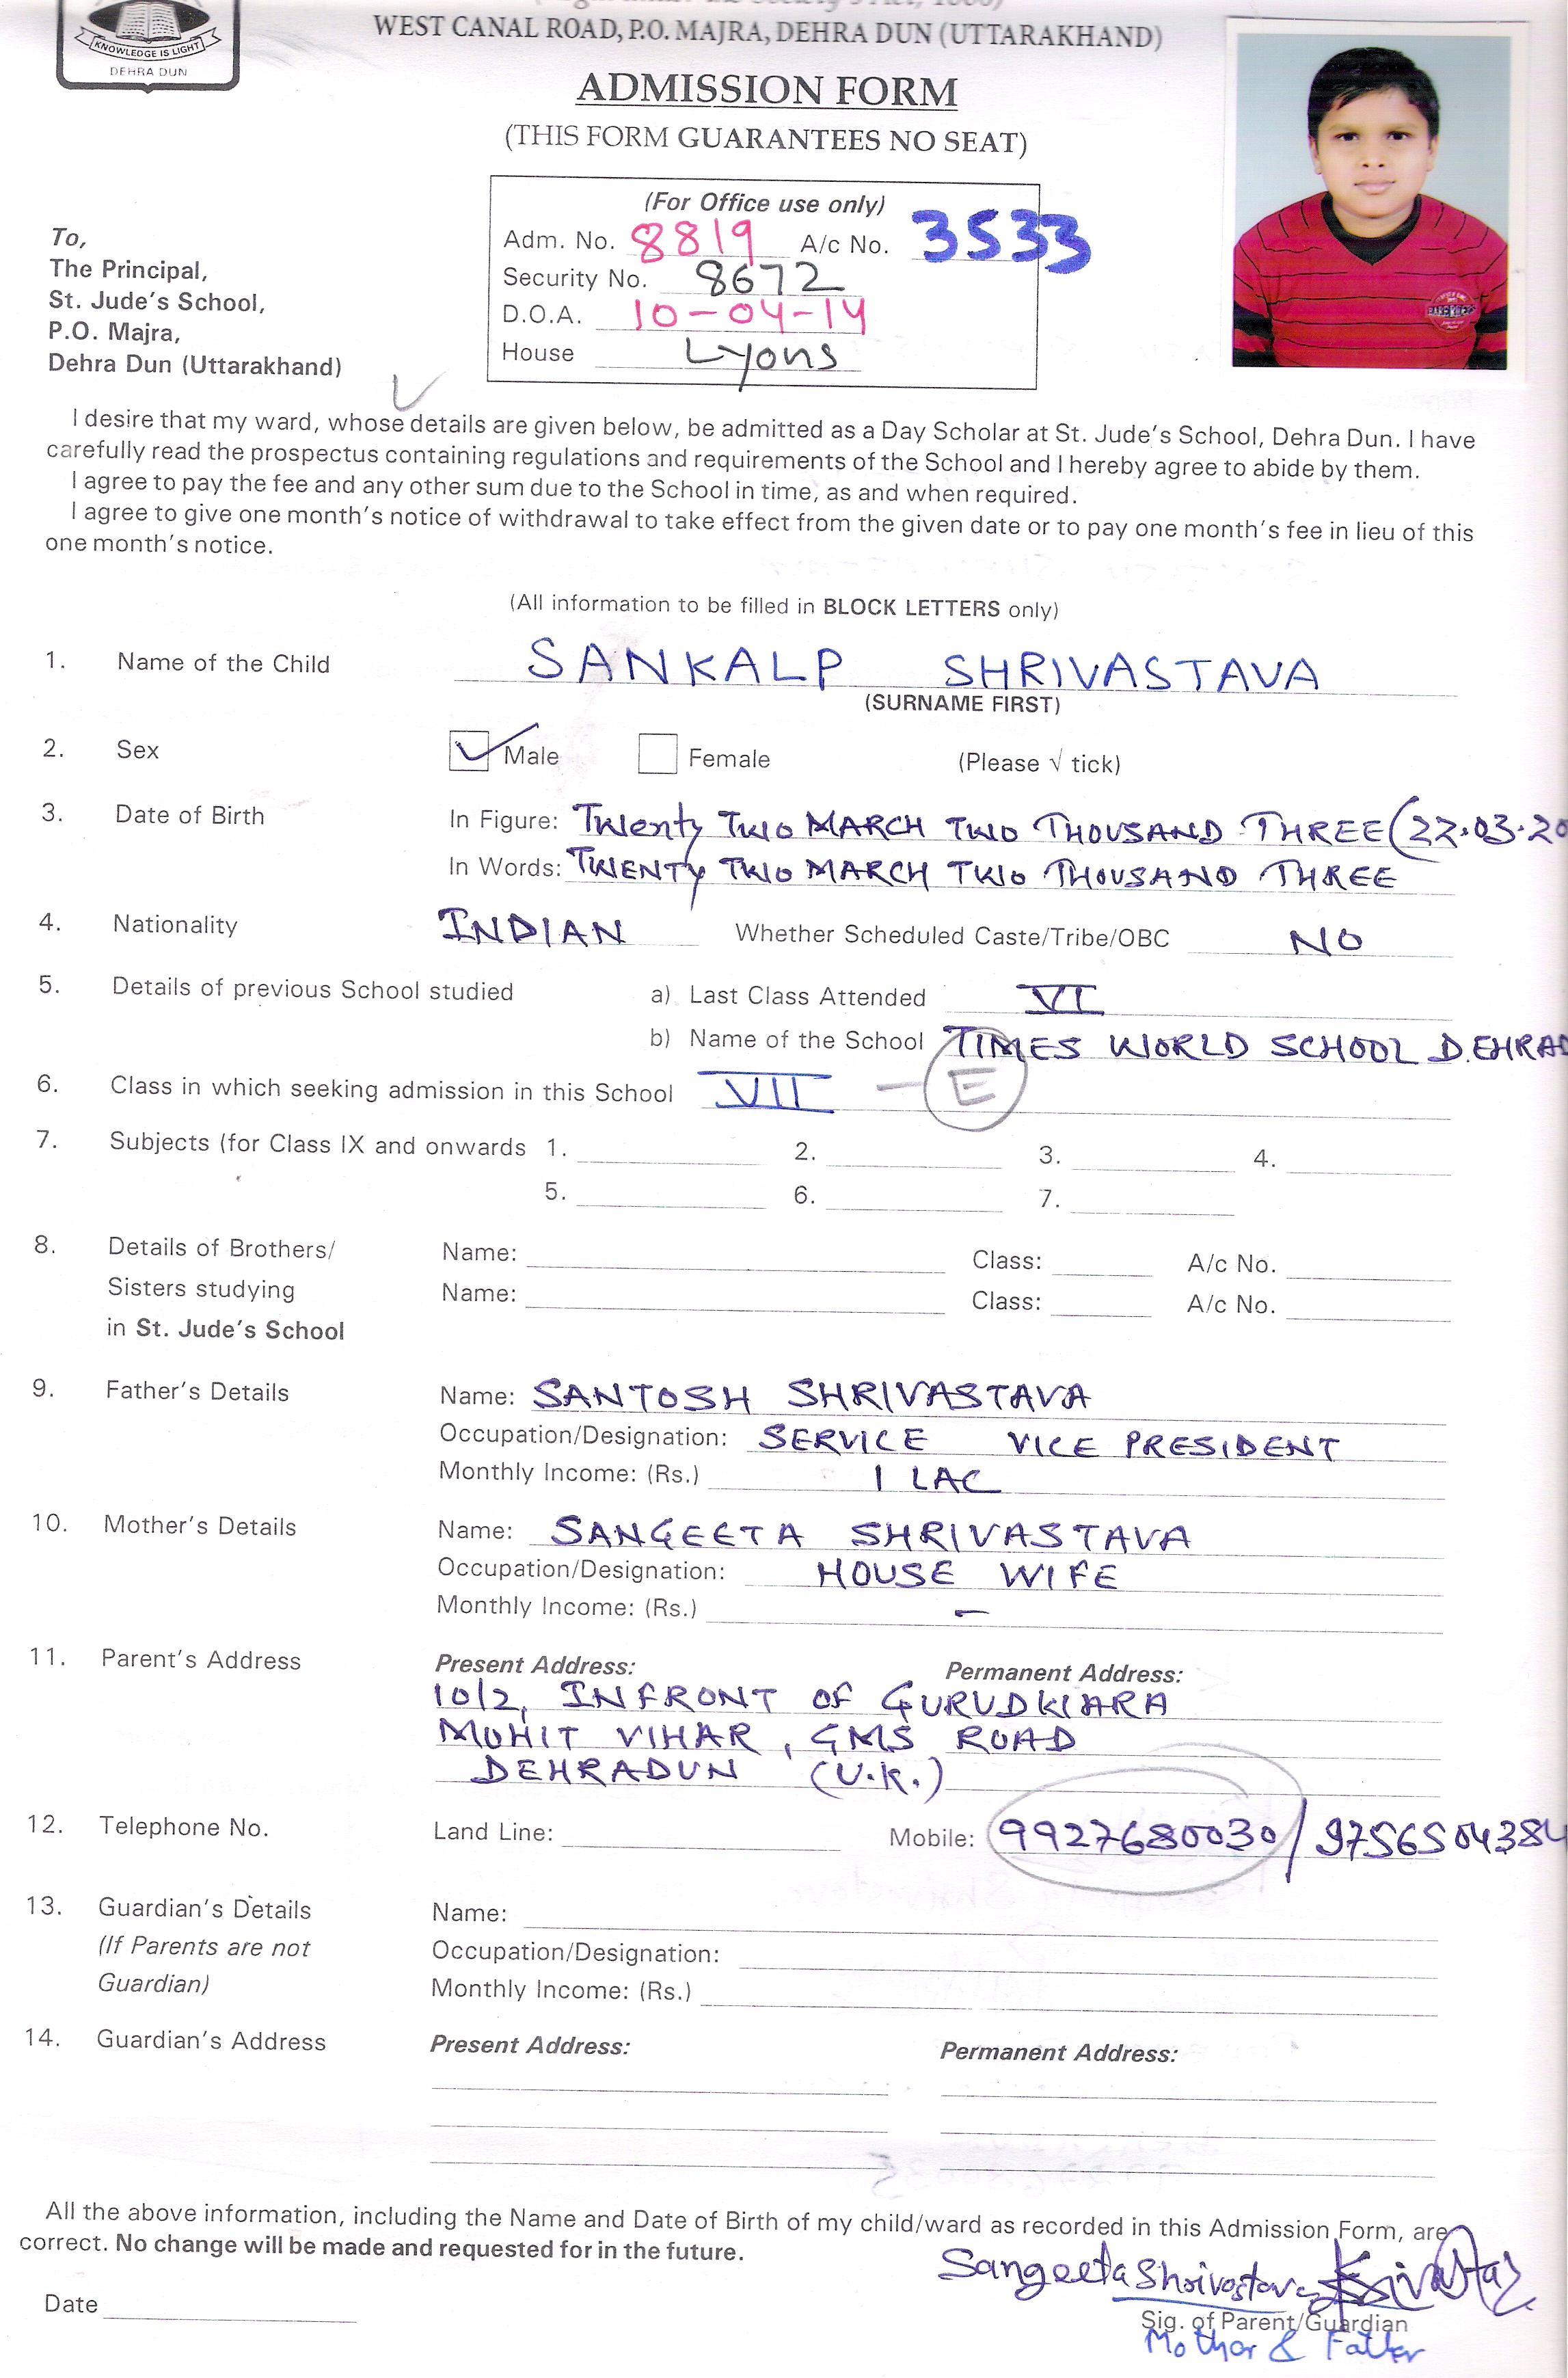 KNOWLEDGE IS LIGHT
DEHRA DUN
WEST CANAL ROAD, P.O. MAJRA, DEHRA DUN (UTTARAKHAND)
ADMISSION FORM
(THIS FORM GUARANTEES NO SEAT)
(For Office use only)
Adm. No. 8819 A/c No. 3533
Security No. 8672
D.O.A. 10-04-14
House Lyons
To,
The Principal,
St. Jude's School,
P.O. Majra,
Dehra Dun (Uttarakhand)
I desire that my ward, whose details are given below, be admitted as a Day Scholar at St. Jude's School, Dehra Dun. I have
carefully read the prospectus containing regulations and requirements of the School and I hereby agree to abide by them.
I agree to pay the fee and any other sum due to the School in time, as and when required.
I agree to give one month's notice of withdrawal to take effect from the given date or to pay one month's fee in lieu of this
one month's notice.
(All information to be filled in BLOCK LETTERS only)
1. Name of the Child SANKALP SHRIVASTAVA
(SURNAME FIRST)
2. Sex Male Female (Please √ tick)
3. Date of Birth In Figure: Twenty TWO MARCH TWO THOUSAND THREE (22.03.20
In Words: TWENTY TWO MARCH TWO THOUSAND THREE
4. Nationality INDIAN Whether Scheduled Caste/Tribe/OBC NO
5. Details of previous School studied a) Last Class Attended VI
b) Name of the School TIMES WORLD SCHOOL DEHRAD
6. Class in which seeking admission in this School VII - E
7. Subjects (for Class IX and onwards 1. 2. 3. 4.
5. 6. 7.
8. Details of Brothers/ Name: Class: A/c No.
Sisters studying Name: Class: A/c No.
in St. Jude's School
9. Father's Details Name: SANTOSH SHRIVASTAVA
Occupation/Designation: SERVICE VICE PRESIDENT
Monthly Income: (Rs.) 1 LAC
10. Mother's Details Name: SANGEETA SHRIVASTAVA
Occupation/Designation: HOUSE WIFE
Monthly Income: (Rs.) -
11. Parent's Address Present Address: Permanent Address:
10/2, INFRONT OF GURUDWARA
MOHIT VIHAR, GMS ROAD
DEHRADUN (U.K.)
12. Telephone No. Land Line: Mobile: 9927680030 / 9756504384
13. Guardian's Details Name:
(If Parents are not Occupation/Designation:
Guardian) Monthly Income: (Rs.)
14. Guardian's Address Present Address: Permanent Address:
All the above information, including the Name and Date of Birth of my child/ward as recorded in this Admission Form, are
correct. No change will be made and requested for in the future.
Sangeeta Shrivastava
Date Sig. of Parent/Guardian
Mother & Father